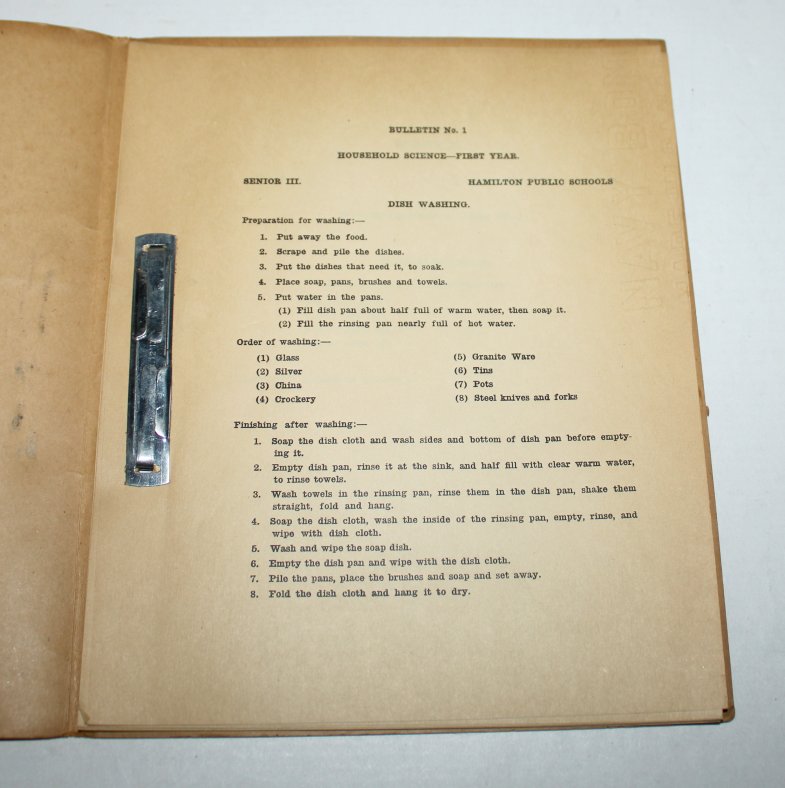 BULLETIN No. 1
HOUSEHOLD SCIENCE—FIRST YEAR.
SENIOR III. HAMILTON PUBLIC SCHOOLS
DISH WASHING.
Preparation for washing:—
1. Put away the food.
2. Scrape and pile the dishes.
3. Put the dishes that need it, to soak.
4. Place soap, pans, brushes and towels.
5. Put water in the pans.
(1) Fill dish pan about half full of warm water, then soap it.
(2) Fill the rinsing pan nearly full of hot water.
Order of washing:—
(1) Glass
(2) Silver
(3) China
(4) Crockery
(5) Granite Ware
(6) Tins
(7) Pots
(8) Steel knives and forks
Finishing after washing:—
1. Soap the dish cloth and wash sides and bottom of dish pan before empty-
ing it.
2. Empty dish pan, rinse it at the sink, and half fill with clear warm water,
to rinse towels.
3. Wash towels in the rinsing pan, rinse them in the dish pan, shake them
straight, fold and hang.
4. Soap the dish cloth, wash the inside of the rinsing pan, empty, rinse, and
wipe with dish cloth.
5. Wash and wipe the soap dish.
6. Empty the dish pan and wipe with the dish cloth.
7. Pile the pans, place the brushes and soap and set away.
8. Fold the dish cloth and hang it to dry.